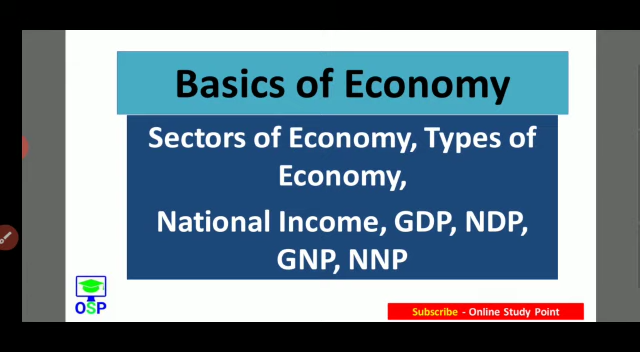 Basics of Economy
Sectors of Economy, Types of
Economy,
National Income, GDP, NDP,
GNP, NNP
OSP
Subscribe - Online Study Point